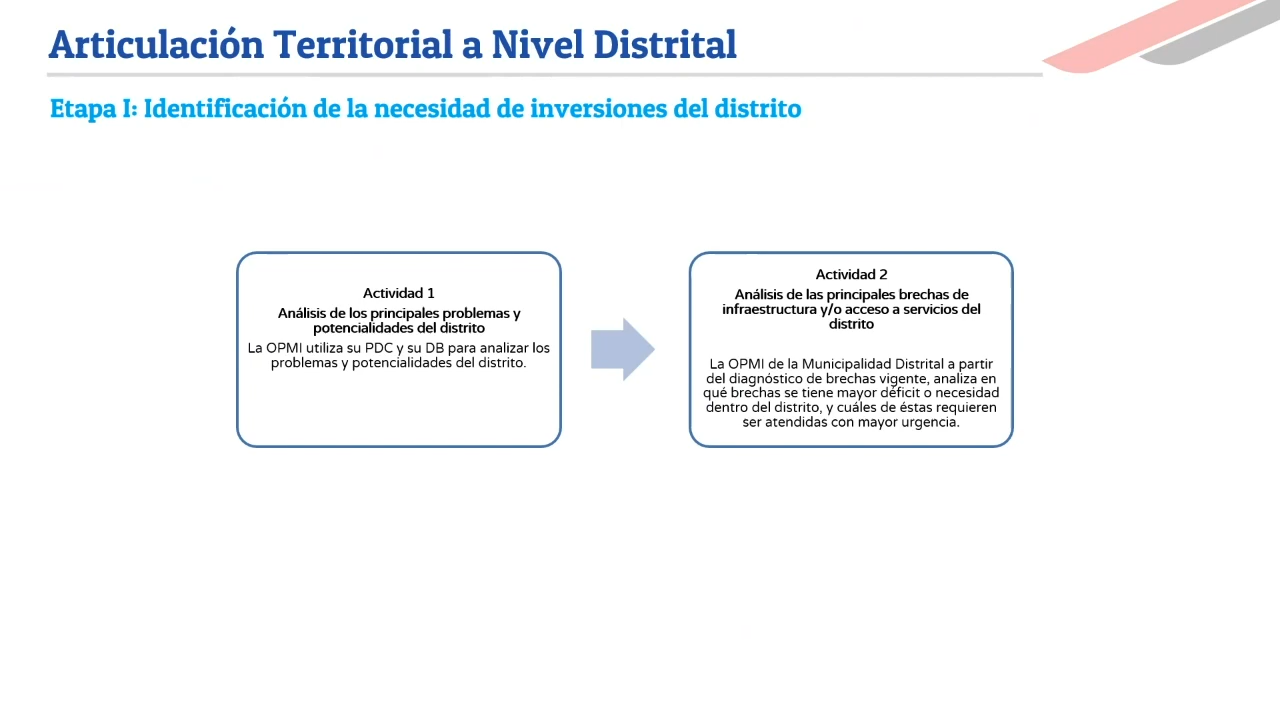 Articulación Territorial a Nivel Distrital
Etapa I: Identificación de la necesidad de inversiones del distrito
Actividad 1
Análisis de los principales problemas y
potencialidades del distrito
La OPMI utiliza su PDC y su DB para analizar los
problemas y potencialidades del distrito.
Actividad 2
Análisis de las principales brechas de
infraestructura y/o acceso a servicios del
distrito
La OPMI de la Municipalidad Distrital a partir
del diagnóstico de brechas vigente, analiza en
qué brechas se tiene mayor déficit o necesidad
dentro del distrito, y cuáles de éstas requieren
ser atendidas con mayor urgencia.